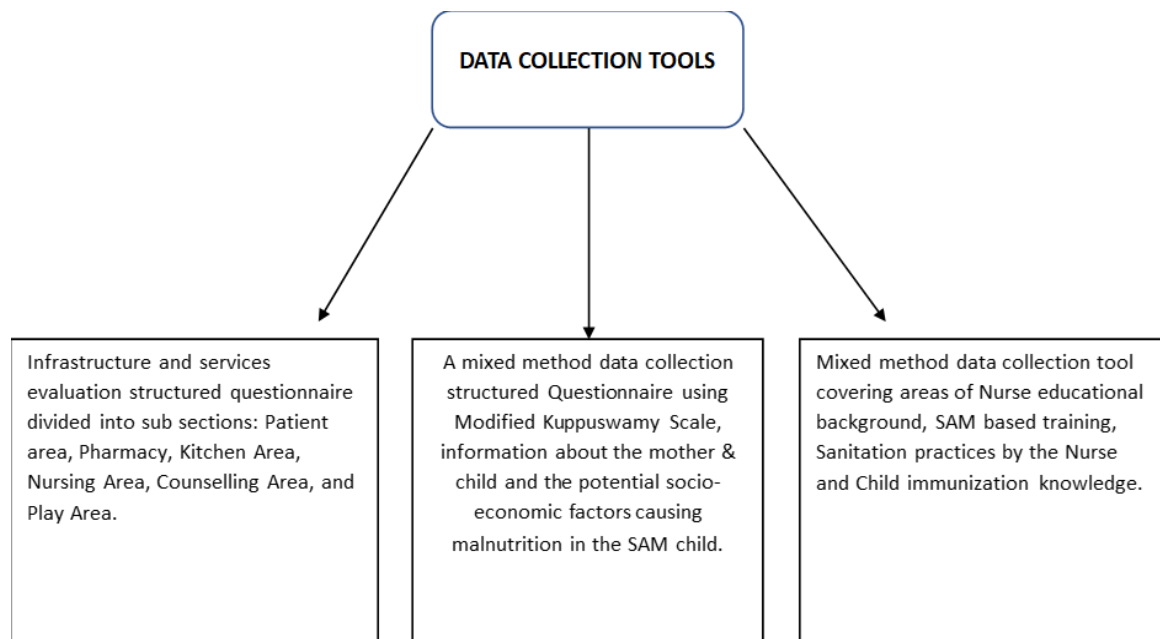 DATA COLLECTION TOOLS
Infrastructure and services
evaluation structured questionnaire
divided into sub sections: Patient
area, Pharmacy, Kitchen Area,
Nursing Area, Counselling Area, and
Play Area.
A mixed method data collection
structured Questionnaire using
Modified Kuppuswamy Scale,
information about the mother &
child and the potential socio-
economic factors causing
malnutrition in the SAM child.
Mixed method data collection tool
covering areas of Nurse educational
background, SAM based training,
Sanitation practices by the Nurse
and Child immunization knowledge.